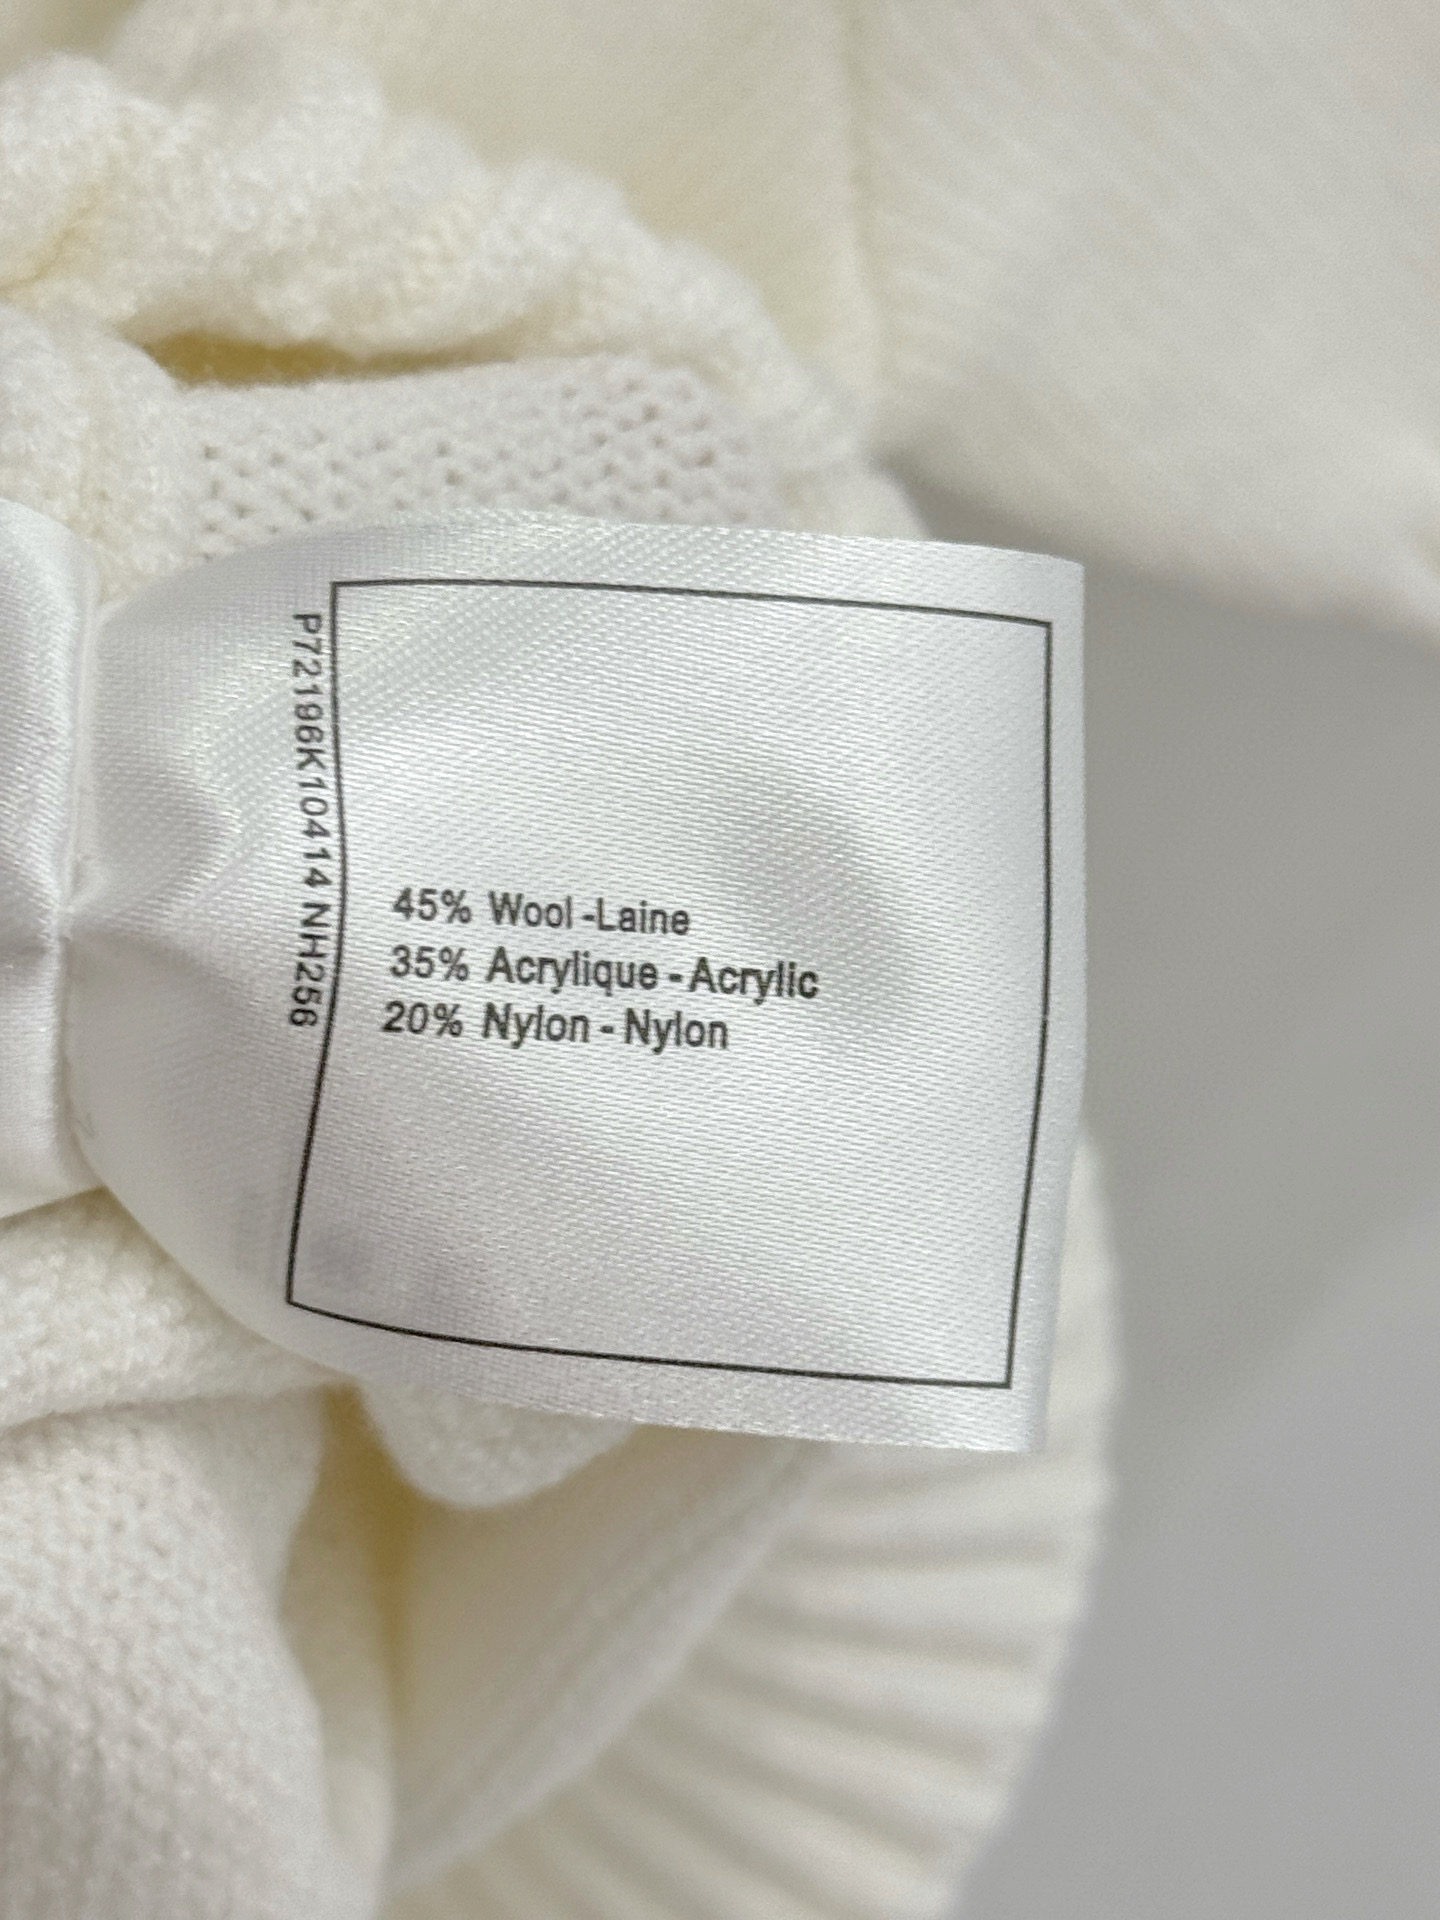 P72196K10414 NH256
45% Wool -Laine
35% Acrylique - Acrylic
20% Nylon - Nylon